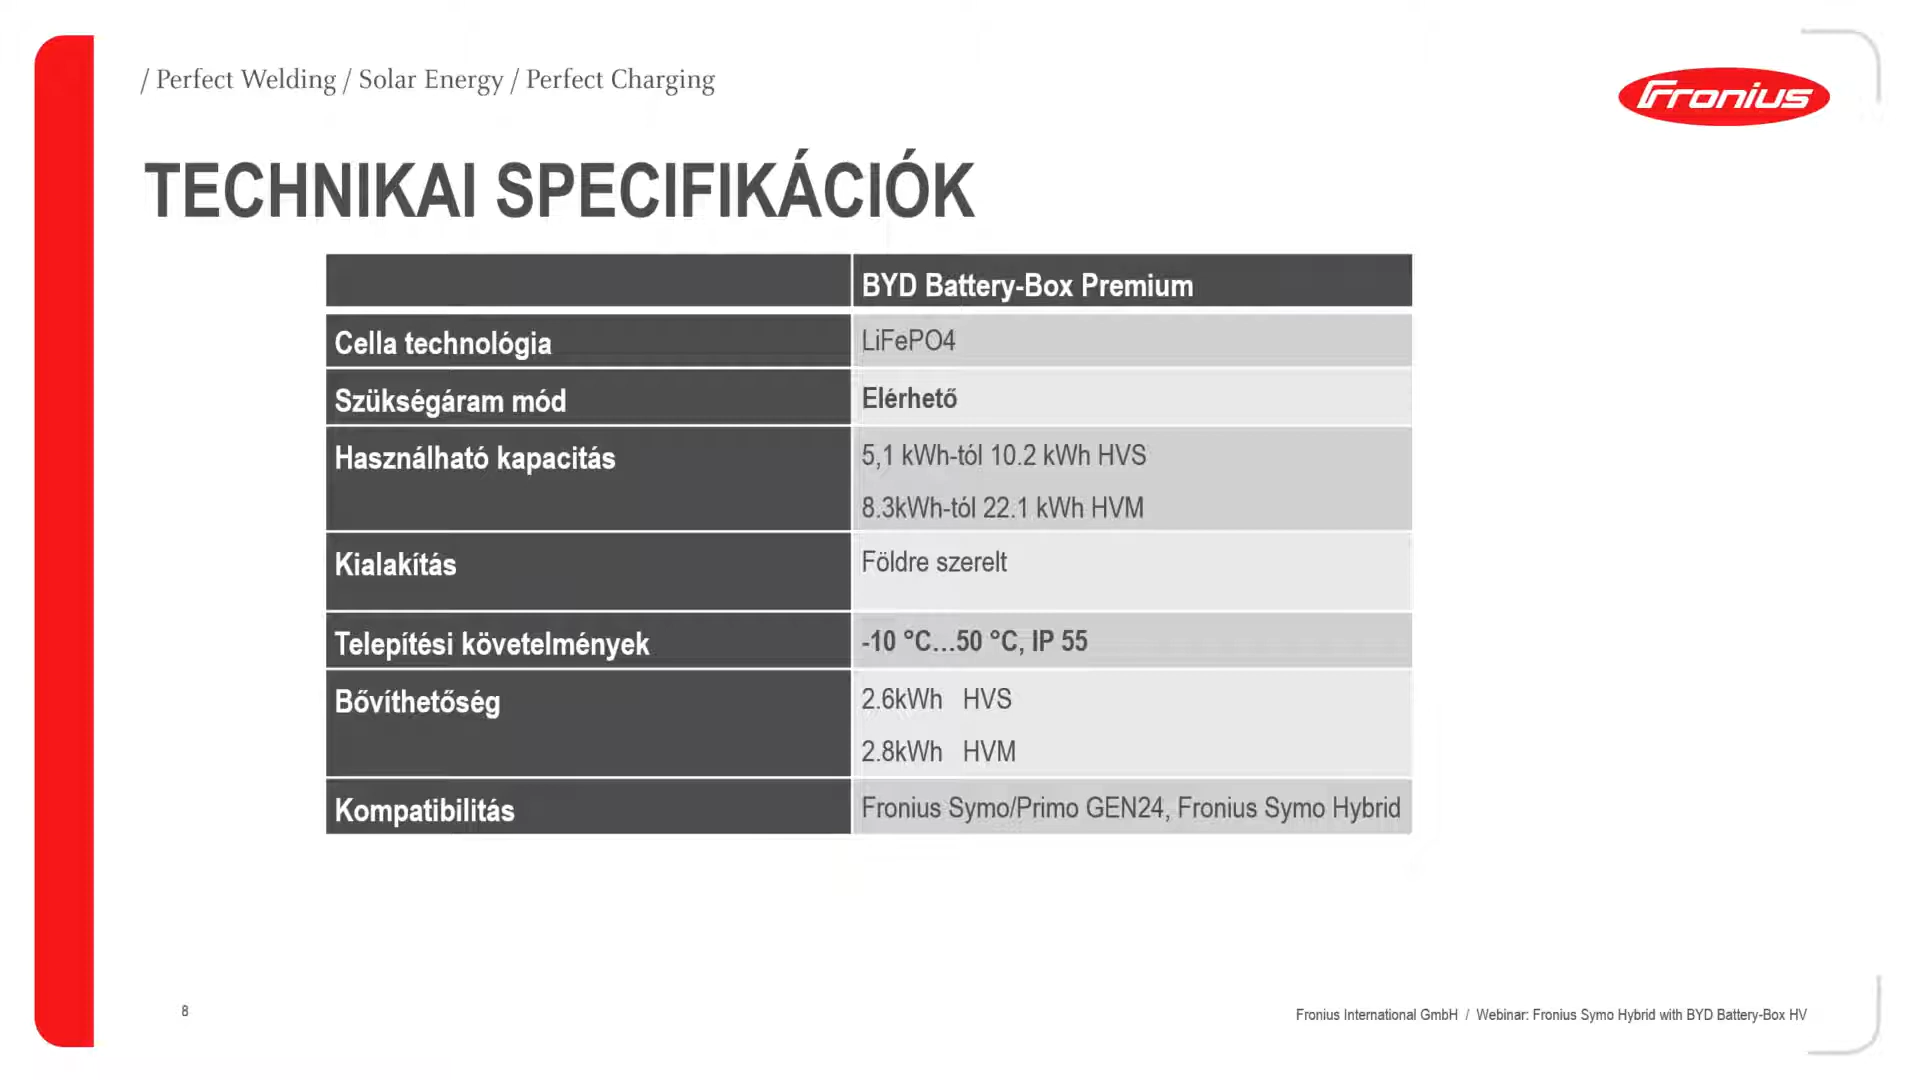 / Perfect Welding / Solar Energy / Perfect Charging
Fronius
TECHNIKAI SPECIFIKÁCIÓK
BYD Battery-Box Premium
Cella technológia LiFePO4
Szükségáram mód Elérhető
Használható kapacitás 5,1 kWh-tól 10.2 kWh HVS
8.3kWh-tól 22.1 kWh HVM
Kialakítás Földre szerelt
Telepítési követelmények -10 °C…50 °C, IP 55
Bővíthetőség 2.6kWh HVS
2.8kWh HVM
Kompatibilitás Fronius Symo/Primo GEN24, Fronius Symo Hybrid
8
Fronius International GmbH / Webinar: Fronius Symo Hybrid with BYD Battery-Box HV